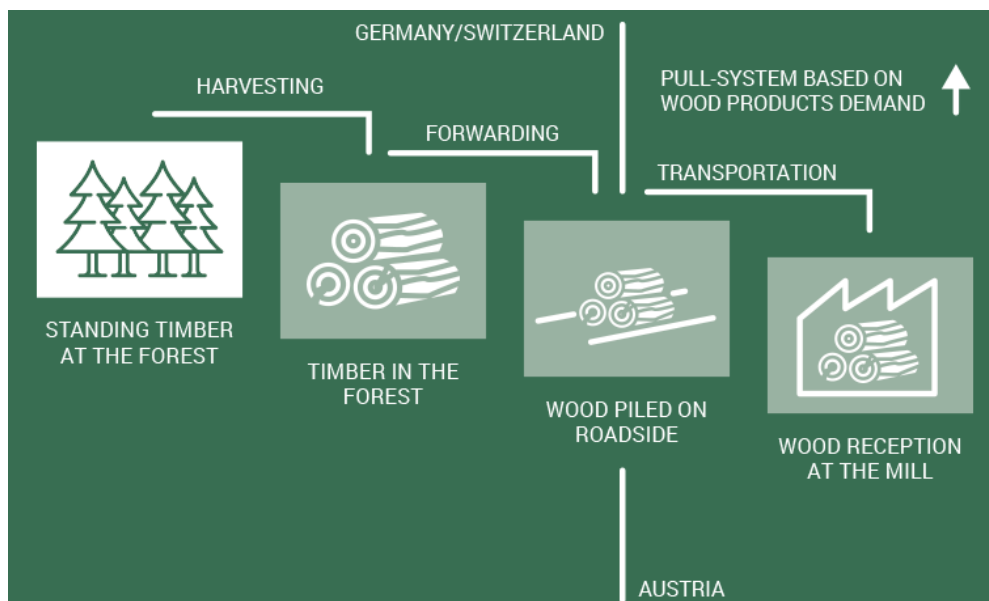 GERMANY/SWITZERLAND
PULL-SYSTEM BASED ON
WOOD PRODUCTS DEMAND
HARVESTING
FORWARDING
TRANSPORTATION
STANDING TIMBER
AT THE FOREST
TIMBER IN THE
FOREST
WOOD PILED ON
ROADSIDE
WOOD RECEPTION
AT THE MILL
AUSTRIA